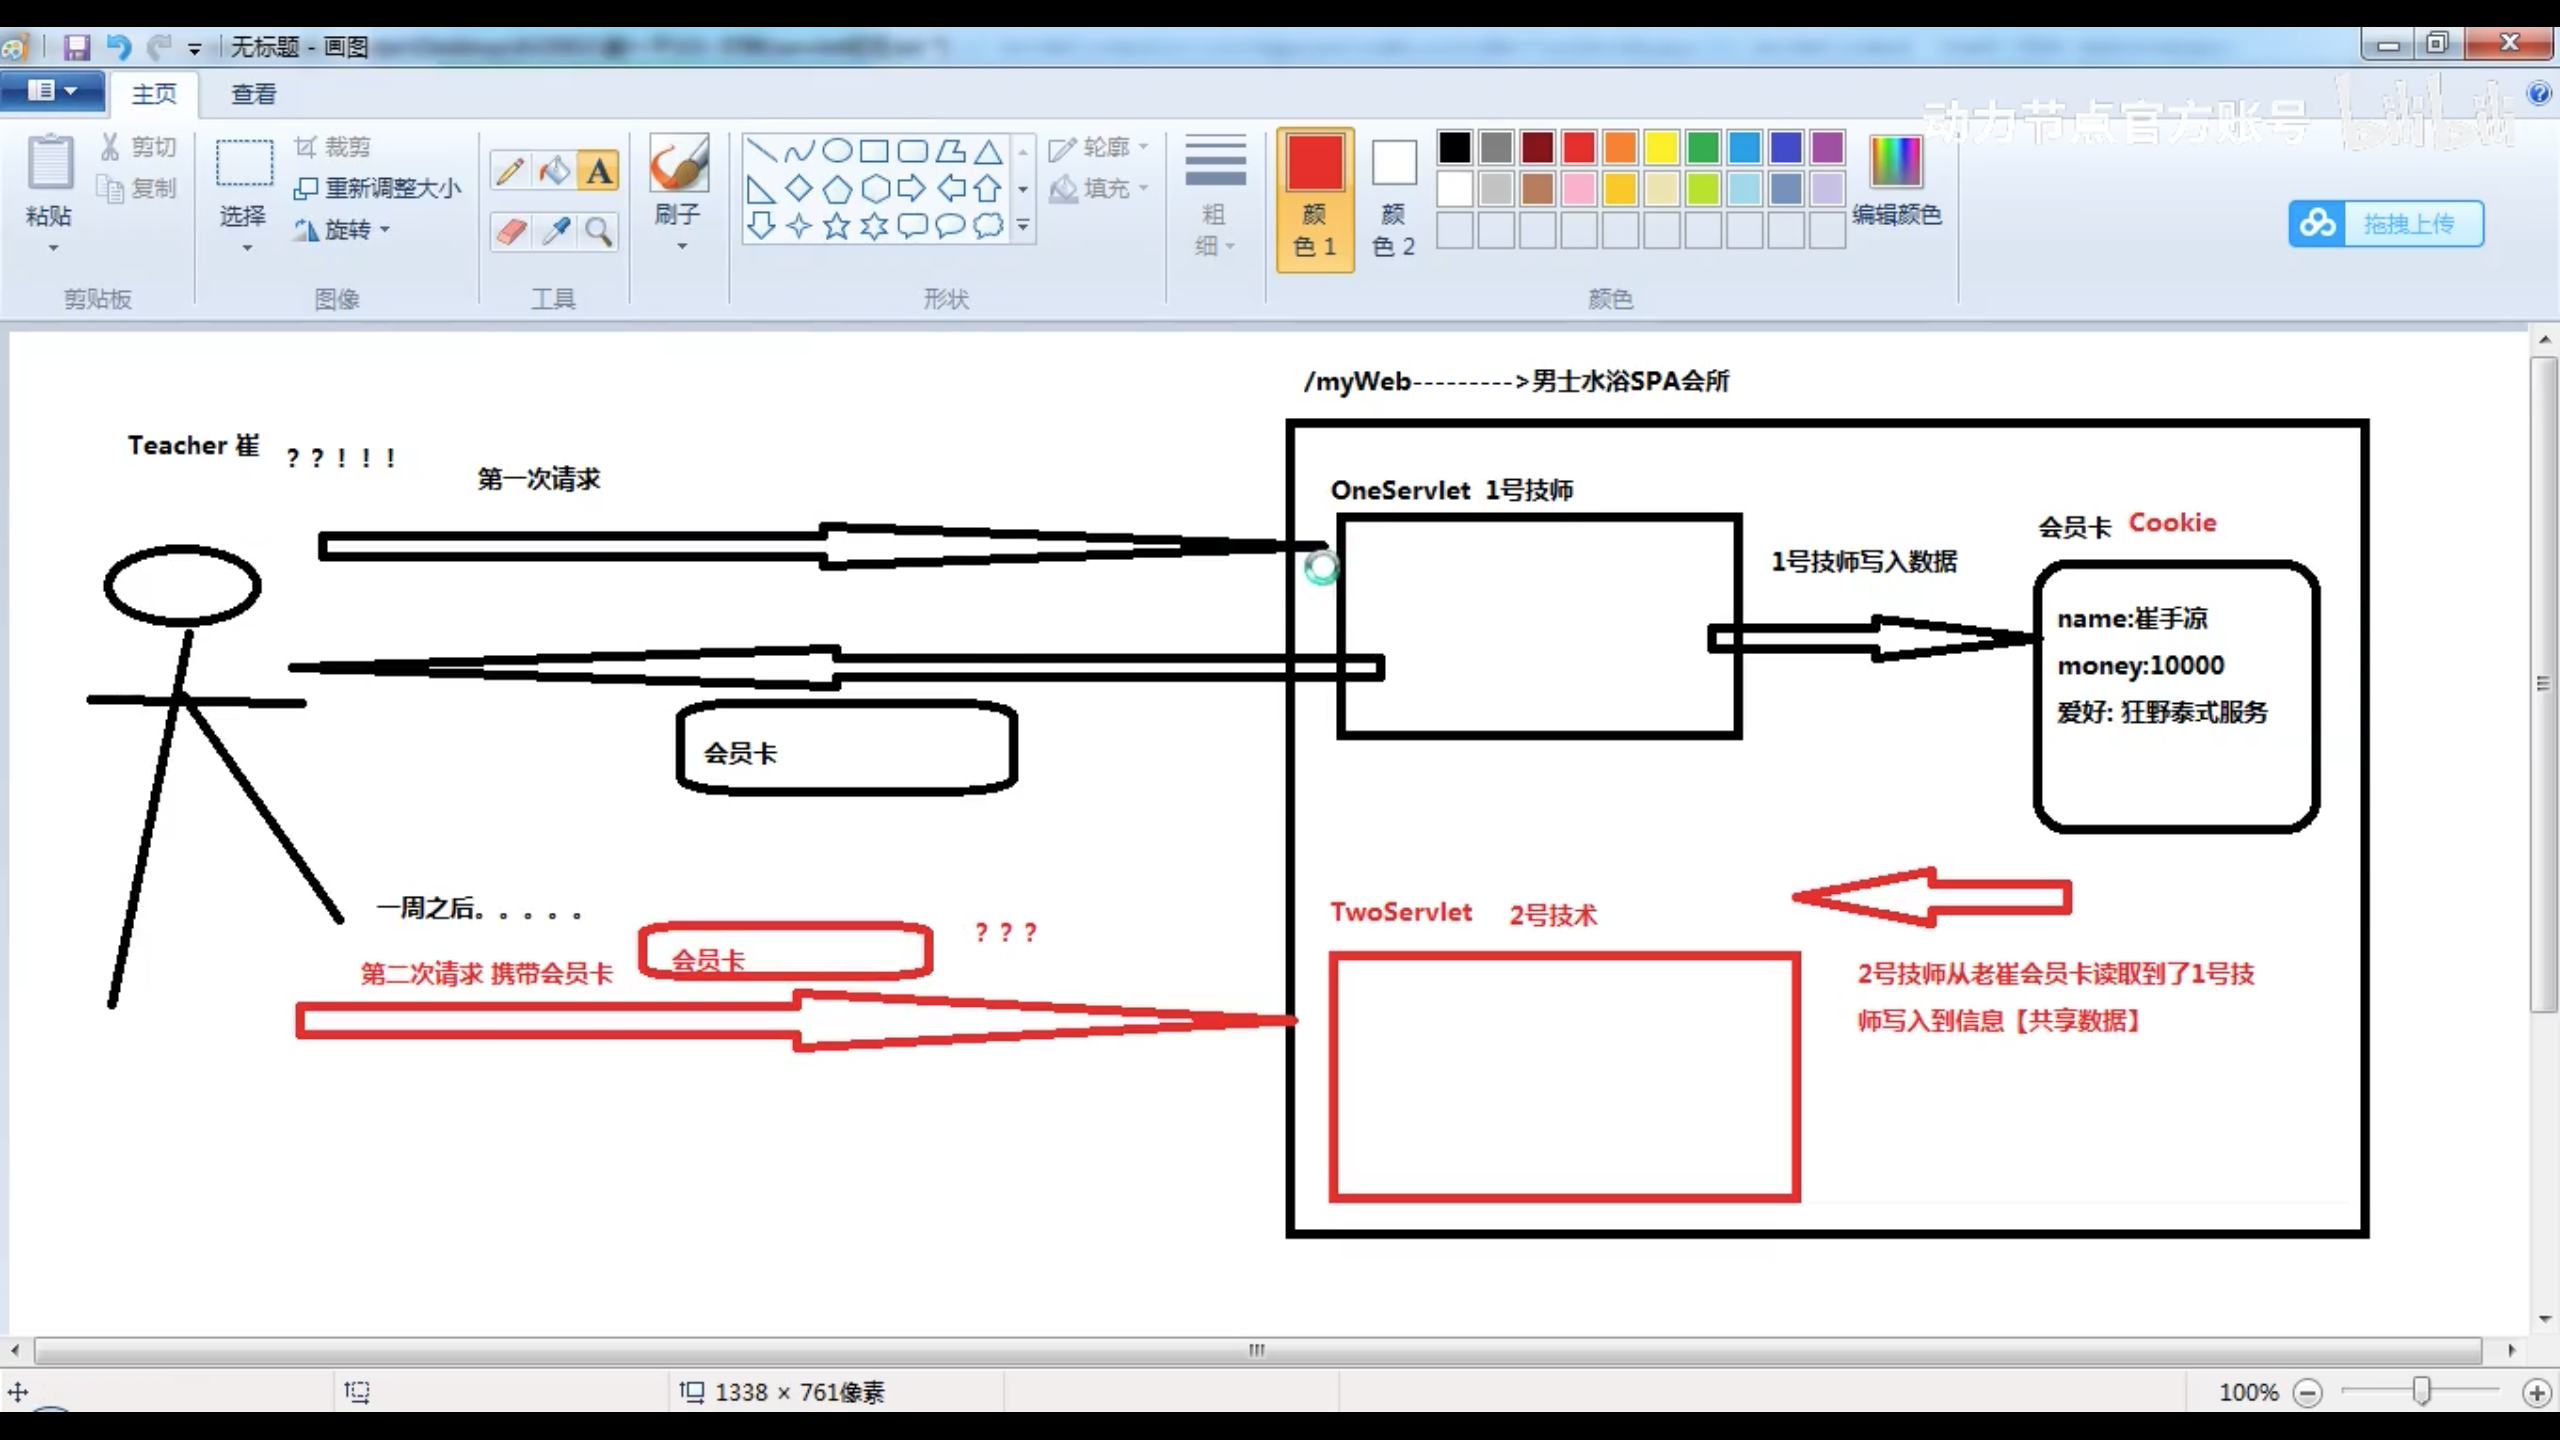 无标题 - 画图
主页
查看
动力节点官方账号
bilibili
粘贴
剪切
复制
剪贴板
选择
裁剪
重新调整大小
旋转
图像
A
工具
刷子
形状
轮廓
填充
粗
细
颜
色 1
颜
色 2
编辑颜色
颜色
拖拽上传
/myWeb--------->男士水浴SPA会所
Teacher 崔
？？！！！
第一次请求
OneServlet 1号技师
会员卡 Cookie
1号技师写入数据
name:崔手凉
money:10000
爱好: 狂野泰式服务
会员卡
一周之后。。。。。
会员卡
？？？
第二次请求 携带会员卡
TwoServlet 2号技术
2号技师从老崔会员卡读取到了1号技
师写入到信息【共享数据】
1338 × 761像素
100%